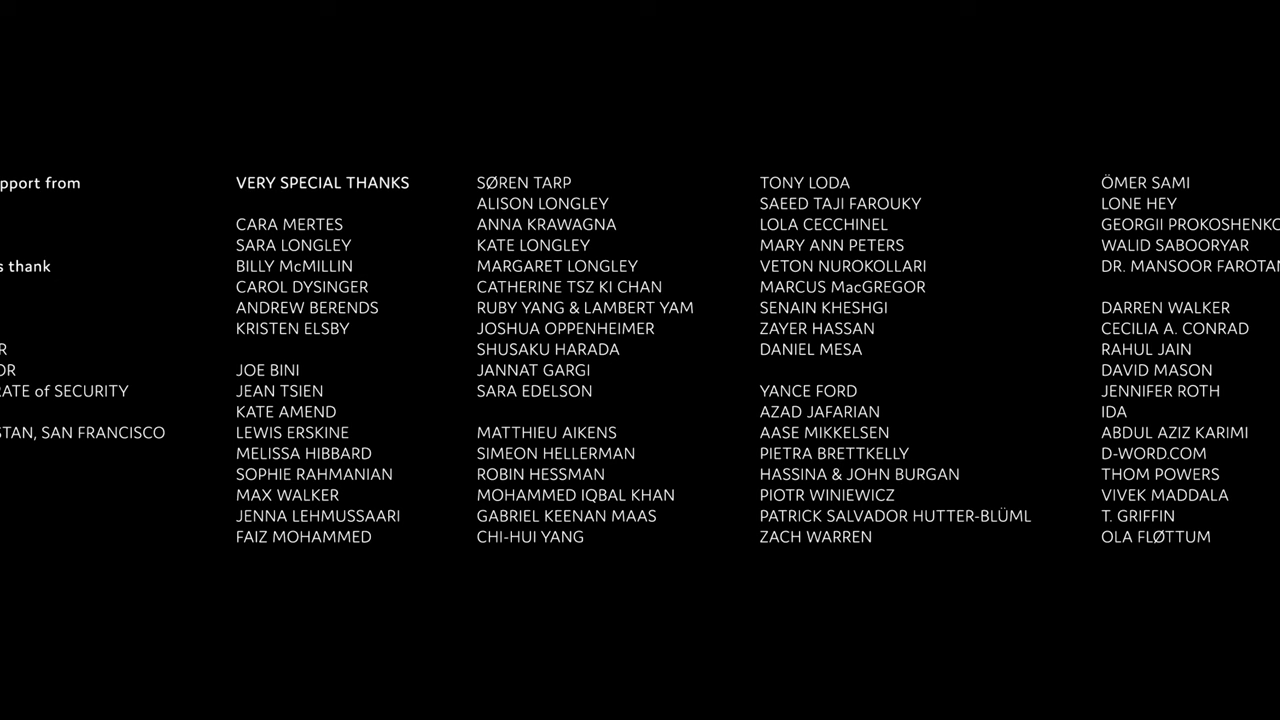 pport from
s thank
R
OR
RATE of SECURITY
STAN, SAN FRANCISCO
VERY SPECIAL THANKS
CARA MERTES
SARA LONGLEY
BILLY McMILLIN
CAROL DYSINGER
ANDREW BERENDS
KRISTEN ELSBY
JOE BINI
JEAN TSIEN
KATE AMEND
LEWIS ERSKINE
MELISSA HIBBARD
SOPHIE RAHMANIAN
MAX WALKER
JENNA LEHMUSSAARI
FAIZ MOHAMMED
SØREN TARP
ALISON LONGLEY
ANNA KRAWAGNA
KATE LONGLEY
MARGARET LONGLEY
CATHERINE TSZ KI CHAN
RUBY YANG & LAMBERT YAM
JOSHUA OPPENHEIMER
SHUSAKU HARADA
JANNAT GARGI
SARA EDELSON
MATTHIEU AIKENS
SIMEON HELLERMAN
ROBIN HESSMAN
MOHAMMED IQBAL KHAN
GABRIEL KEENAN MAAS
CHI-HUI YANG
TONY LODA
SAEED TAJI FAROUKY
LOLA CECCHINEL
MARY ANN PETERS
VETON NUROKOLLARI
MARCUS MacGREGOR
SENAIN KHESHGI
ZAYER HASSAN
DANIEL MESA
YANCE FORD
AZAD JAFARIAN
AASE MIKKELSEN
PIETRA BRETTKELLY
HASSINA & JOHN BURGAN
PIOTR WINIEWICZ
PATRICK SALVADOR HUTTER-BLÜML
ZACH WARREN
ÖMER SAMI
LONE HEY
GEORGII PROKOSHENKO
WALID SABOORYAR
DR. MANSOOR FAROTAN
DARREN WALKER
CECILIA A. CONRAD
RAHUL JAIN
DAVID MASON
JENNIFER ROTH
IDA
ABDUL AZIZ KARIMI
D-WORD.COM
THOM POWERS
VIVEK MADDALA
T. GRIFFIN
OLA FLØTTUM